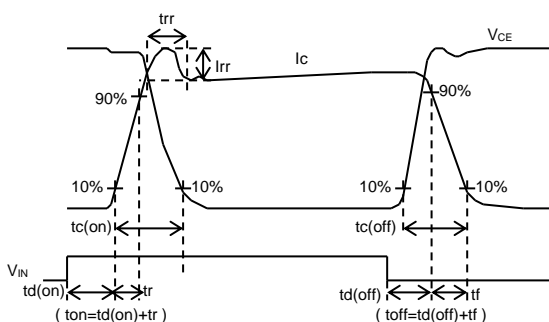 trr
VCE
Irr
Ic
90%
90%
10%
10%
10%
10%
tc(on)
tc(off)
VIN
td(on)
tr
td(off)
tf
( ton=td(on)+tr)
( toff=td(off)+tf)